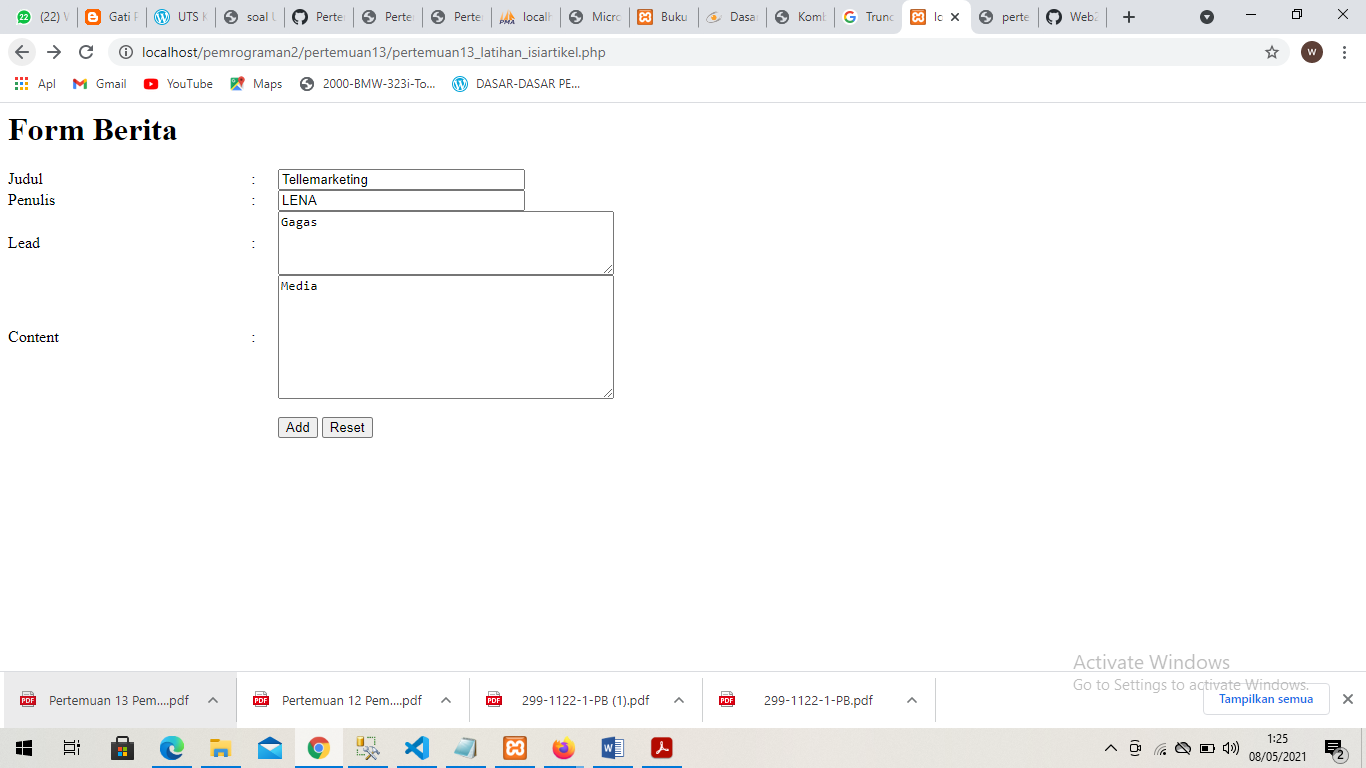 (22) W
Gati P
UTS K
soal U
Perte
Perte
Perte
localh
Micro
Buku
Dasa
Komb
Trunc
Ic
perte
Web2
localhost/pemrograman2/pertemuan13/pertemuan13_latihan_isiartikel.php
W
Apl
Gmail
YouTube
Maps
2000-BMW-323i-To...
DASAR-DASAR PE...
Form Berita
Judul : Tellemarketing
Penulis : LENA
Lead : Gagas
Content : Media
Add Reset
Activate Windows
Go to Settings to activate Windows.
Pertemuan 13 Pem....pdf
Pertemuan 12 Pem....pdf
299-1122-1-PB (1).pdf
299-1122-1-PB.pdf
Tampilkan semua
1:25
08/05/2021
2